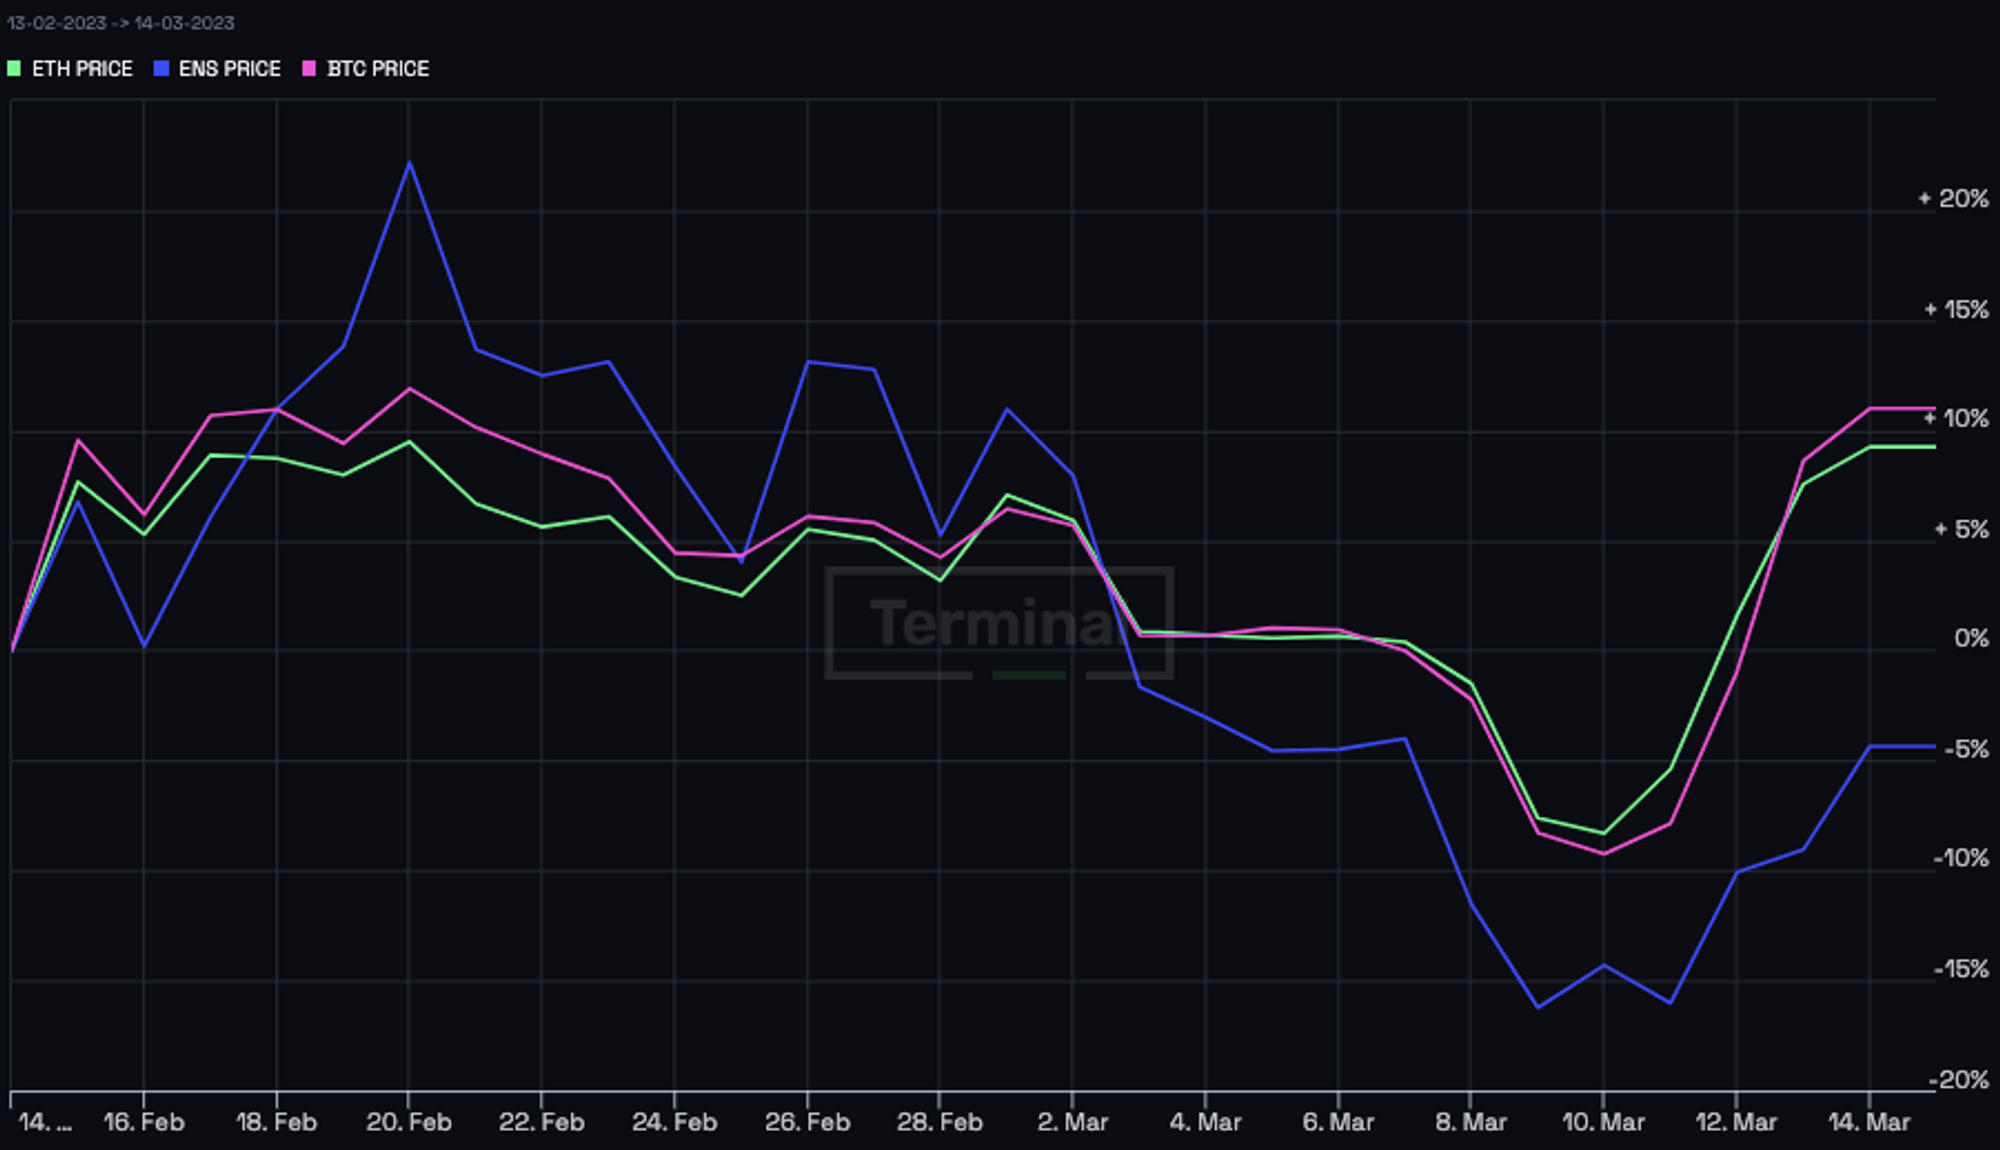 13-02-2023 -> 14-03-2023
ETH PRICE ENS PRICE BTC PRICE
+ 20%
+ 15%
+ 10%
+ 5%
0%
-5%
-10%
-15%
-20%
Terminal
14. ... 16. Feb 18. Feb 20. Feb 22. Feb 24. Feb 26. Feb 28. Feb 2. Mar 4. Mar 6. Mar 8. Mar 10. Mar 12. Mar 14. Mar